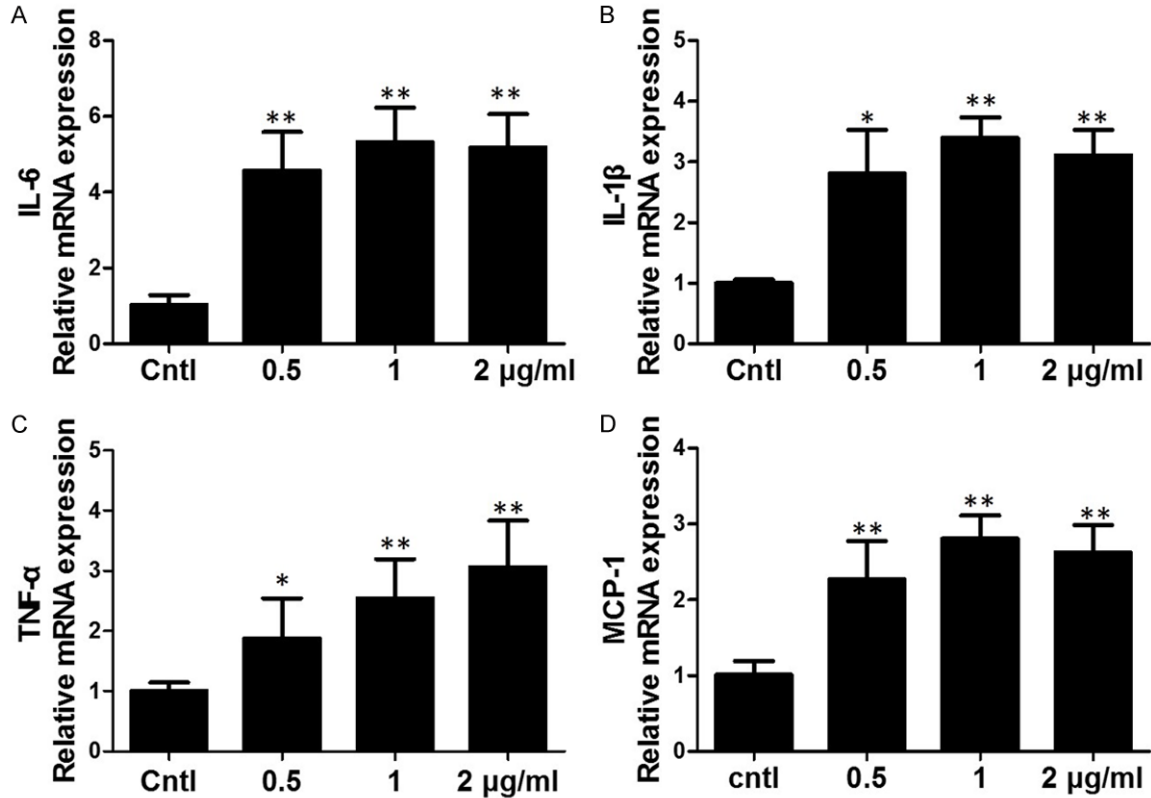 A
IL-6
Relative mRNA expression
8
6
4
2
0
**
**
**
Cntl 0.5 1 2 µg/ml
B
IL-1β
Relative mRNA expression
5
4
3
2
1
0
*
**
**
Cntl 0.5 1 2 µg/ml
C
TNF-α
Relative mRNA expression
5
4
3
2
1
0
*
**
**
Cntl 0.5 1 2 µg/ml
D
MCP-1
Relative mRNA expression
4
3
2
1
0
**
**
**
cntl 0.5 1 2 µg/ml